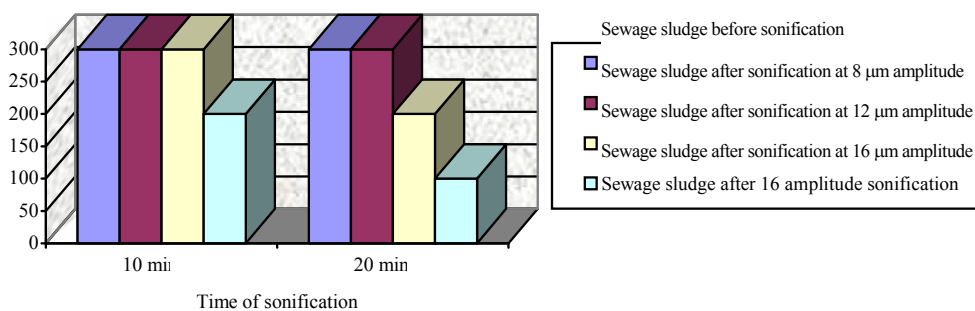 Sewage sludge before sonification
300
250
200
150
100
50
0
Sewage sludge after sonification at 8 μm amplitude
Sewage sludge after sonification at 12 μm amplitude
Sewage sludge after sonification at 16 μm amplitude
Sewage sludge after 16 amplitude sonification
10 min
20 min
Time of sonification